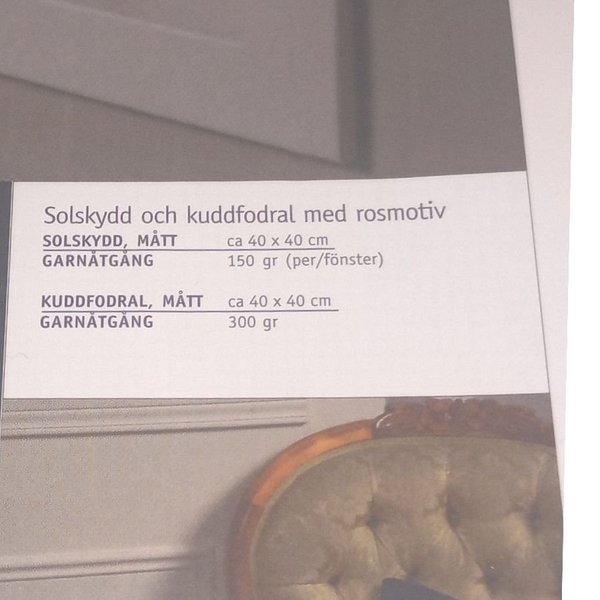 Solskydd och kuddfodral med rosmotiv
SOLSKYDD, MÅTT ca 40 x 40 cm
GARNÅTGÅNG 150 gr (per/fönster)
KUDDFODRAL, MÅTT ca 40 x 40 cm
GARNÅTGÅNG 300 gr